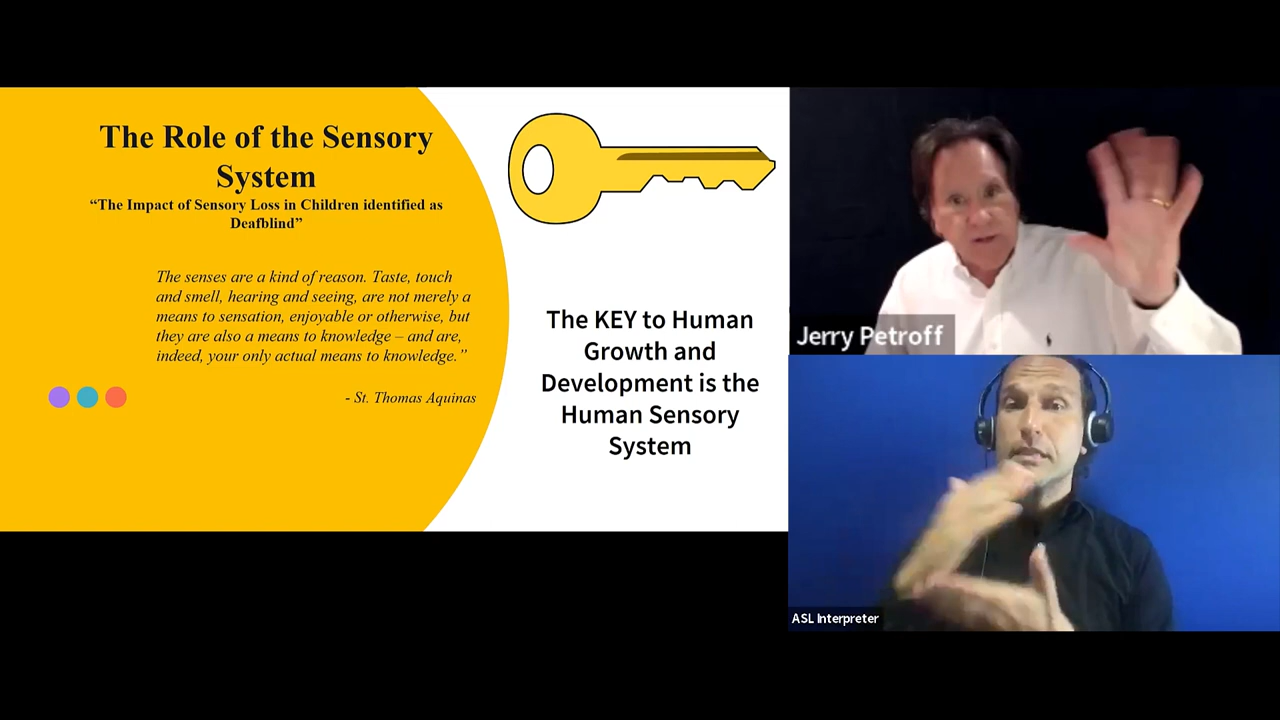 The Role of the Sensory
System
“The Impact of Sensory Loss in Children identified as
Deafblind”
The senses are a kind of reason. Taste, touch
and smell, hearing and seeing, are not merely a
means to sensation, enjoyable or otherwise, but
they are also a means to knowledge – and are,
indeed, your only actual means to knowledge.”
- St. Thomas Aquinas
The KEY to Human
Growth and
Development is the
Human Sensory
System
Jerry Petroff
ASL Interpreter